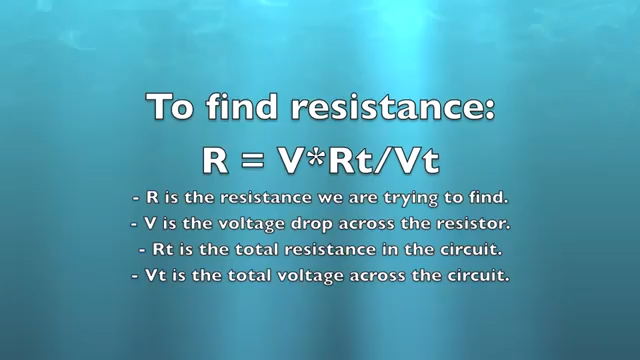 To find resistance:
R = V*Rt/Vt
- R is the resistance we are trying to find.
- V is the voltage drop across the resistor.
- Rt is the total resistance in the circuit.
- Vt is the total voltage across the circuit.